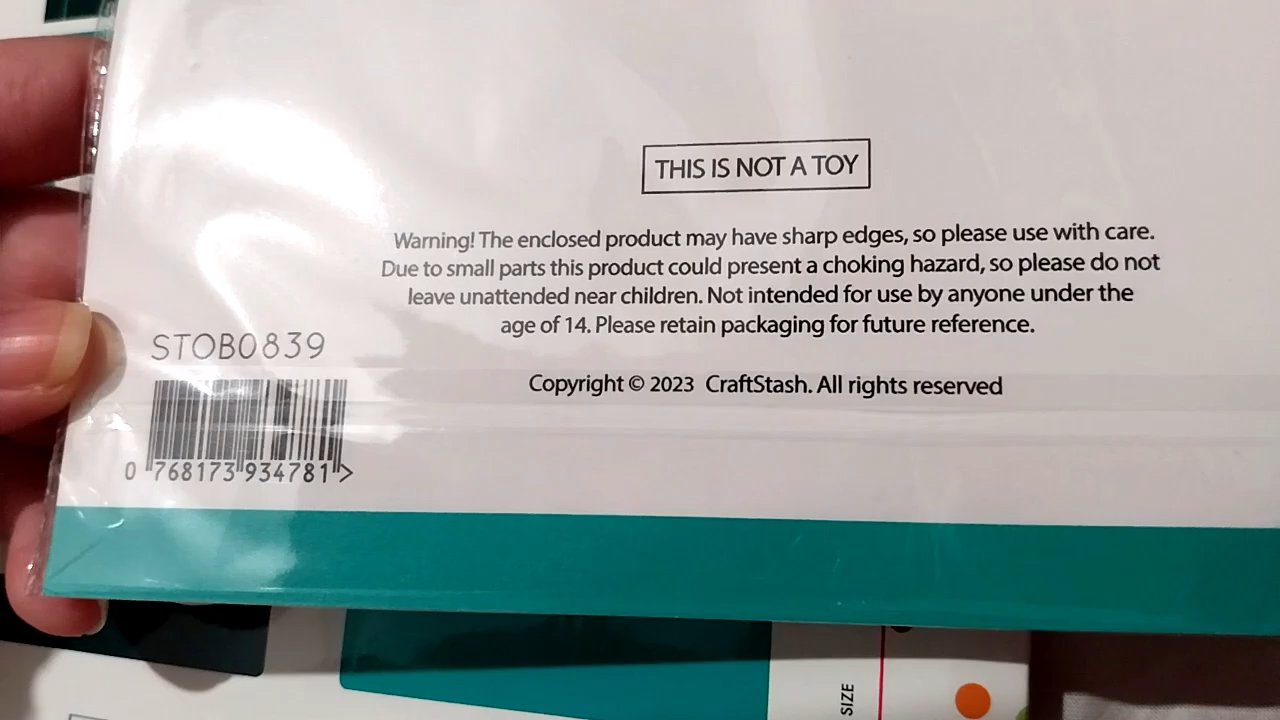 THIS IS NOT A TOY
Warning! The enclosed product may have sharp edges, so please use with care.
Due to small parts this product could present a choking hazard, so please do not
leave unattended near children. Not intended for use by anyone under the
age of 14. Please retain packaging for future reference.
Copyright © 2023 CraftStash. All rights reserved
STOB0839
0 768173 934781 >
SIZE